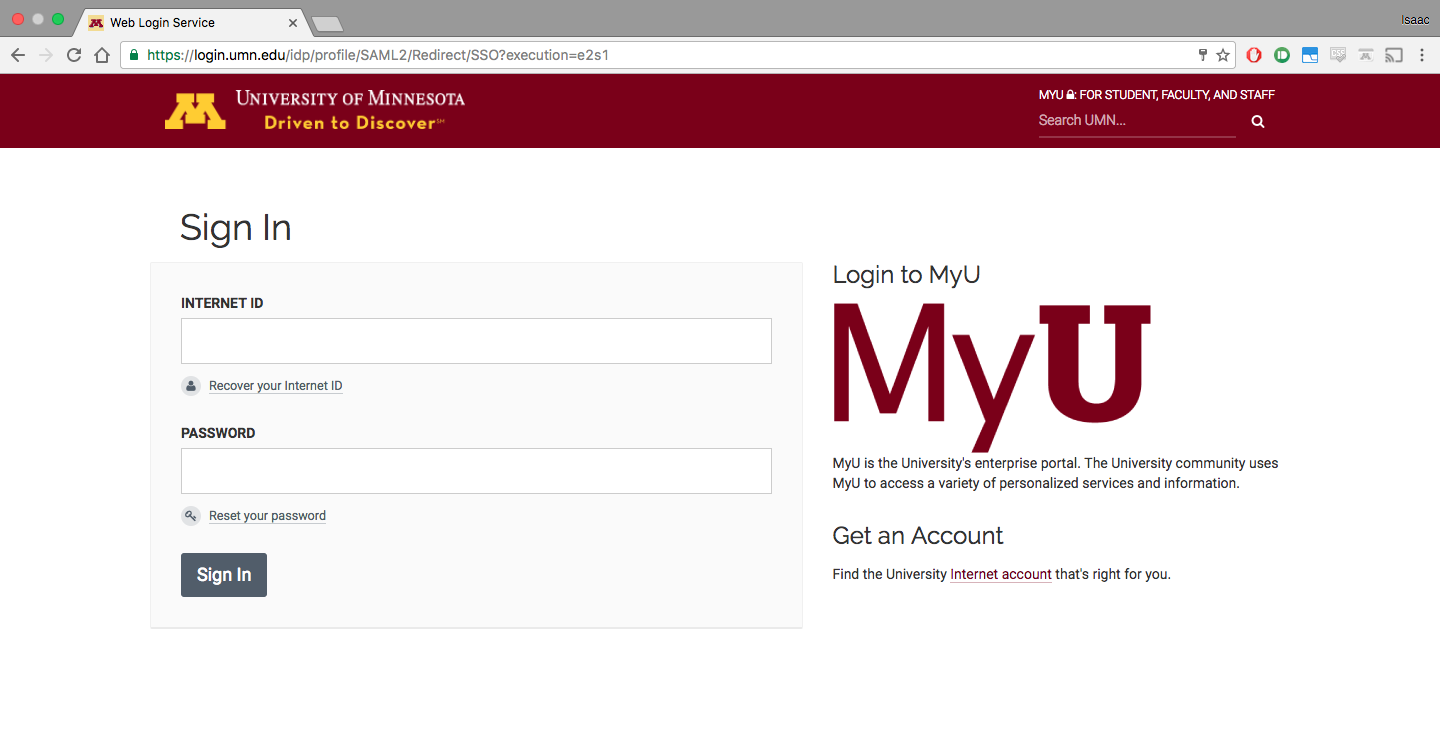 Web Login Service
Isaac
https://login.umn.edu/idp/profile/SAML2/Redirect/SSO?execution=e2s1
M
UNIVERSITY OF MINNESOTA
Driven to Discover℠
MYU : FOR STUDENT, FACULTY, AND STAFF
Search UMN...
Sign In
INTERNET ID
Recover your Internet ID
PASSWORD
Reset your password
Sign In
Login to MyU
MyU
MyU is the University's enterprise portal. The University community uses
MyU to access a variety of personalized services and information.
Get an Account
Find the University Internet account that's right for you.